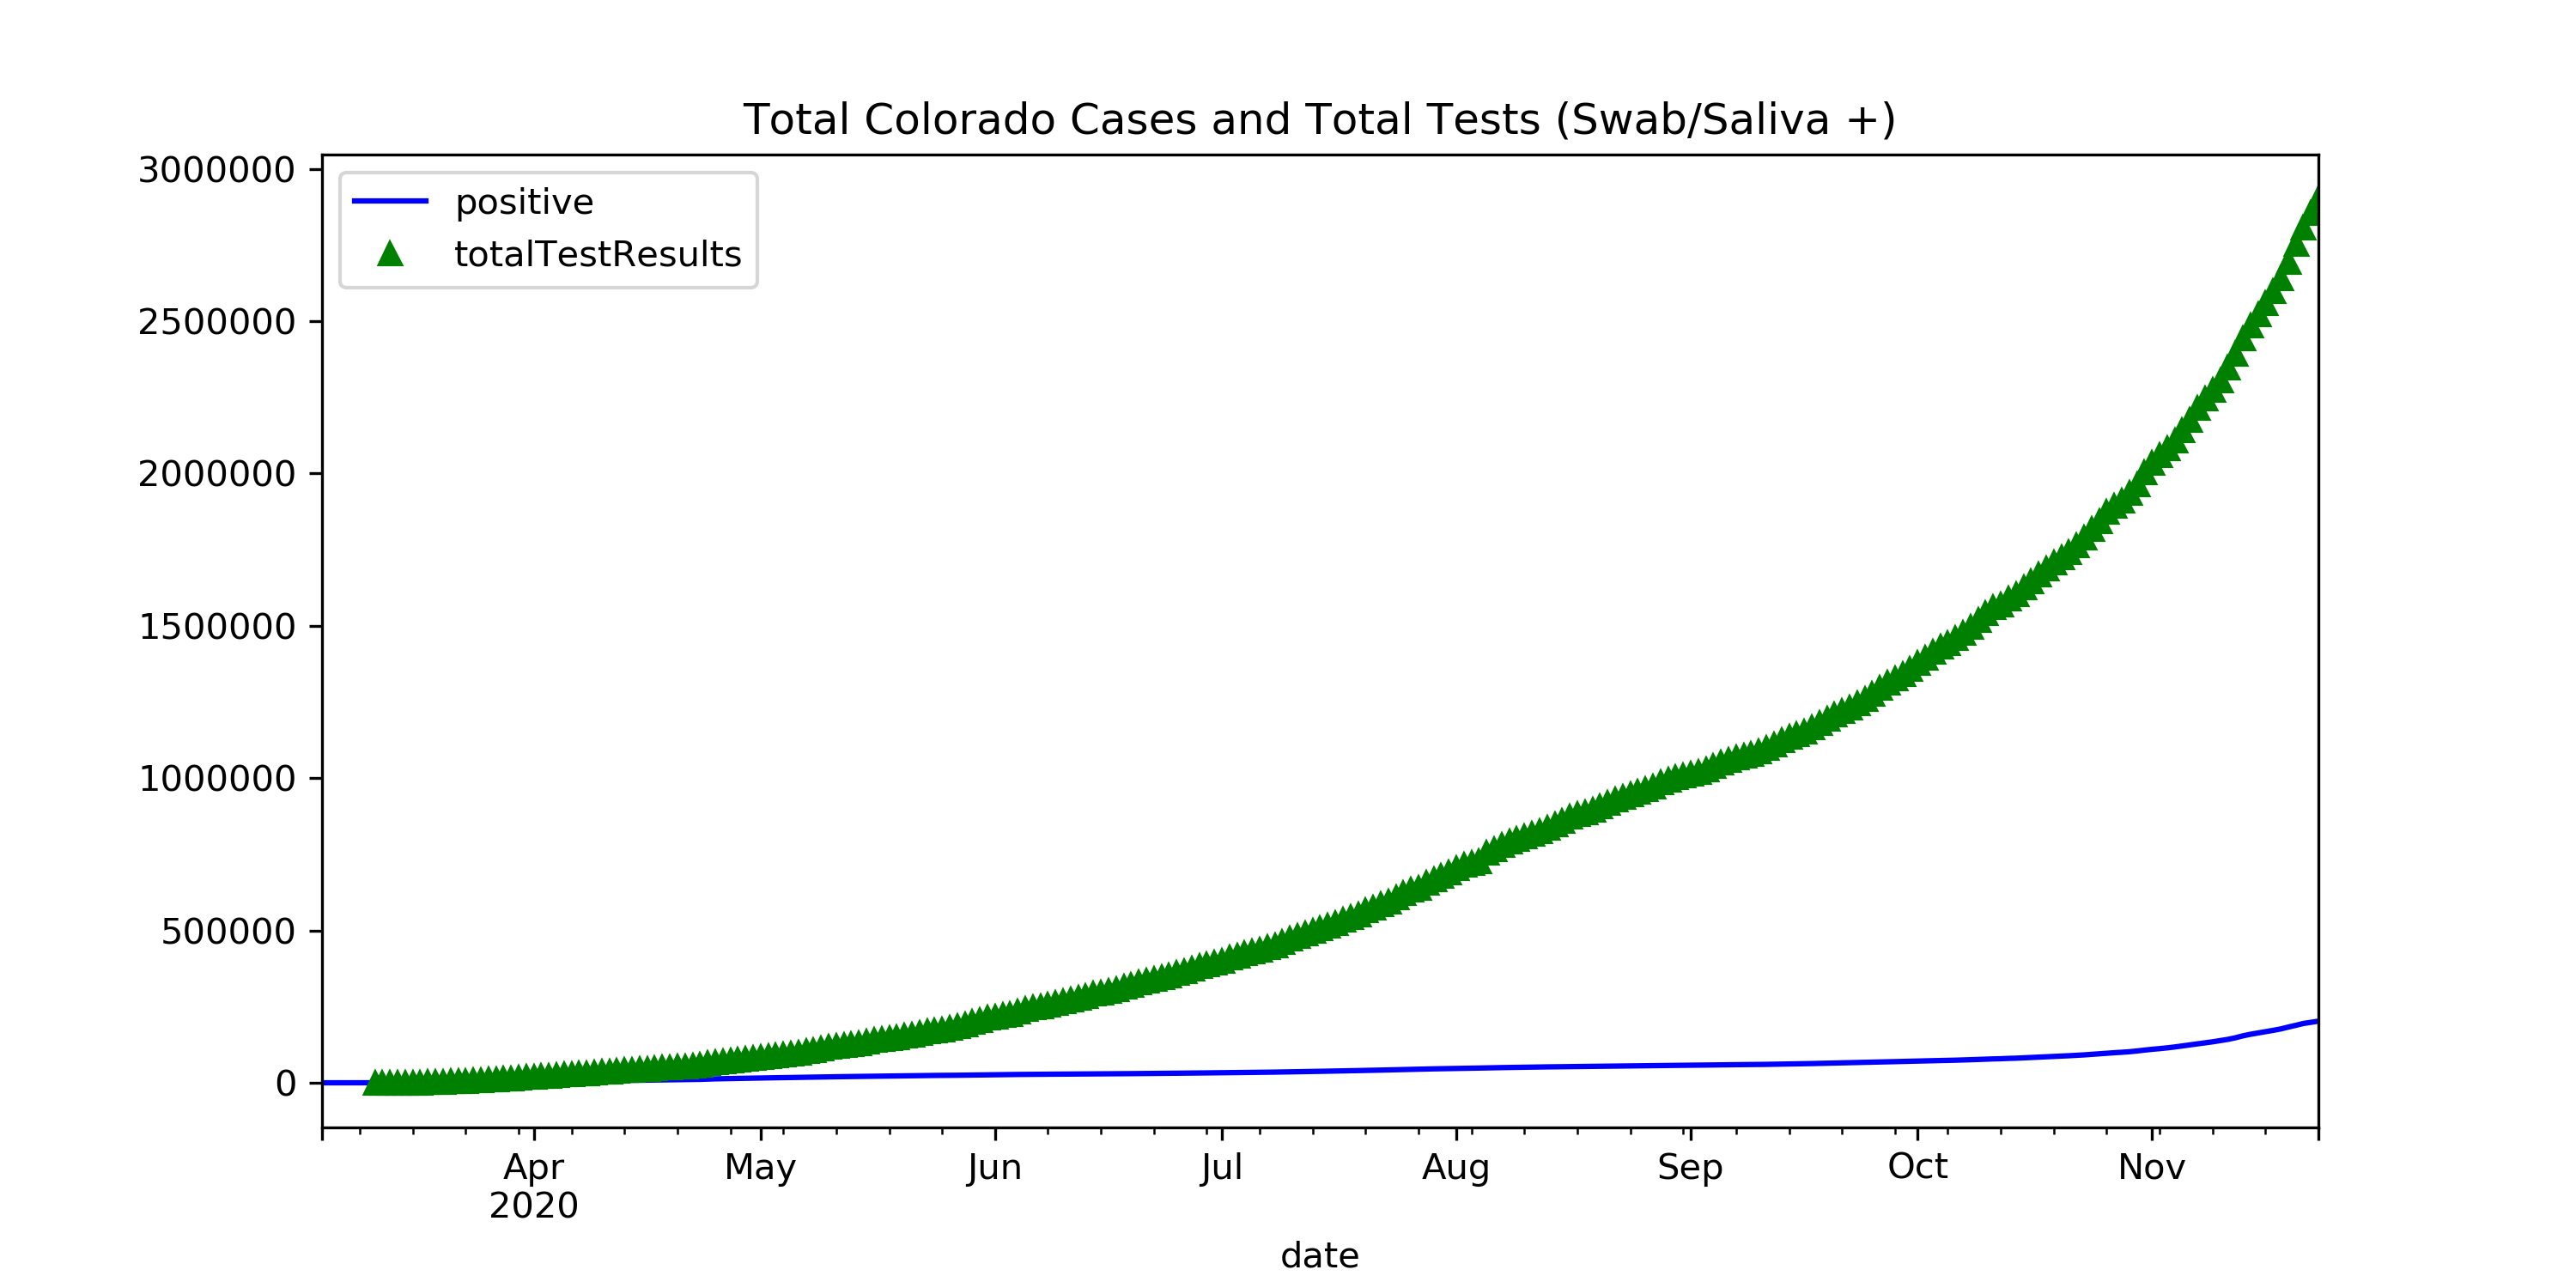 Total Colorado Cases and Total Tests (Swab/Saliva +)
3000000
positive
totalTestResults
2500000
2000000
1500000
1000000
500000
0
Apr May Jun Jul Aug Sep Oct Nov
2020
date